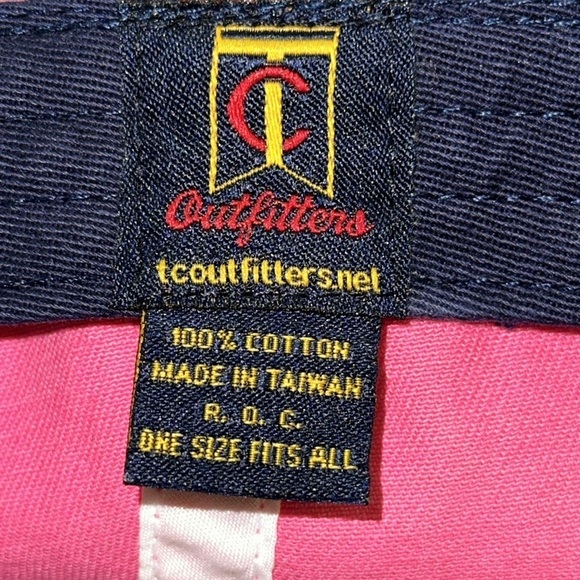 TC
Outfitters
tcoutfitters.net
100% COTTON
MADE IN TAIWAN
R. O. C.
ONE SIZE FITS ALL